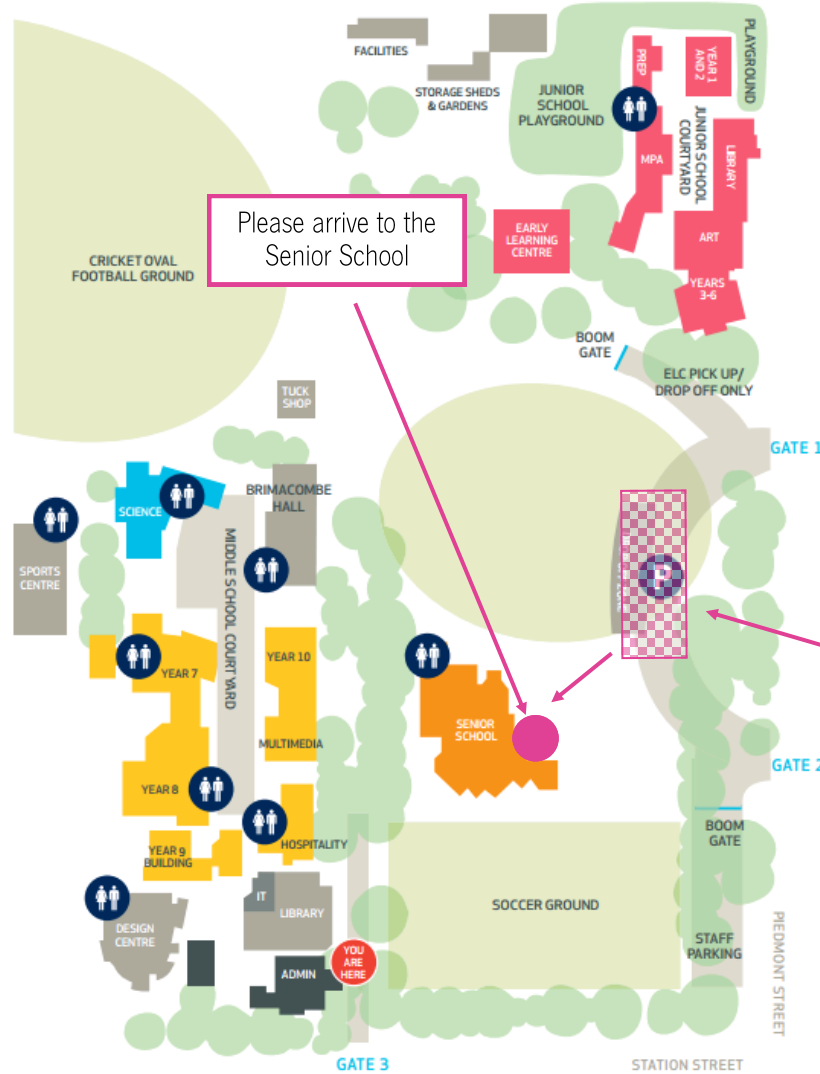 FACILITIES
STORAGE SHEDS
& GARDENS
JUNIOR
SCHOOL
PLAYGROUND
PREP
YEAR 1
AND 2
PLAYGROUND
JUNIOR SCHOOL
COURTYARD
MPA
LIBRARY
ART
YEARS
3-6
EARLY
LEARNING
CENTRE
Please arrive to the
Senior School
CRICKET OVAL
FOOTBALL GROUND
BOOM
GATE
ELC PICK UP/
DROP OFF ONLY
GATE 1
TUCK
SHOP
BRIMACOMBE
HALL
SCIENCE
SPORTS
CENTRE
MIDDLE SCHOOL COURTYARD
P
YEAR 7
YEAR 10
MULTIMEDIA
SENIOR
SCHOOL
GATE 2
YEAR 8
BOOM
GATE
HOSPITALITY
YEAR 9
BUILDING
IT
LIBRARY
SOCCER GROUND
DESIGN
CENTRE
STAFF
PARKING
PIEDMONT STREET
YOU
ARE
HERE
ADMIN
GATE 3
STATION STREET